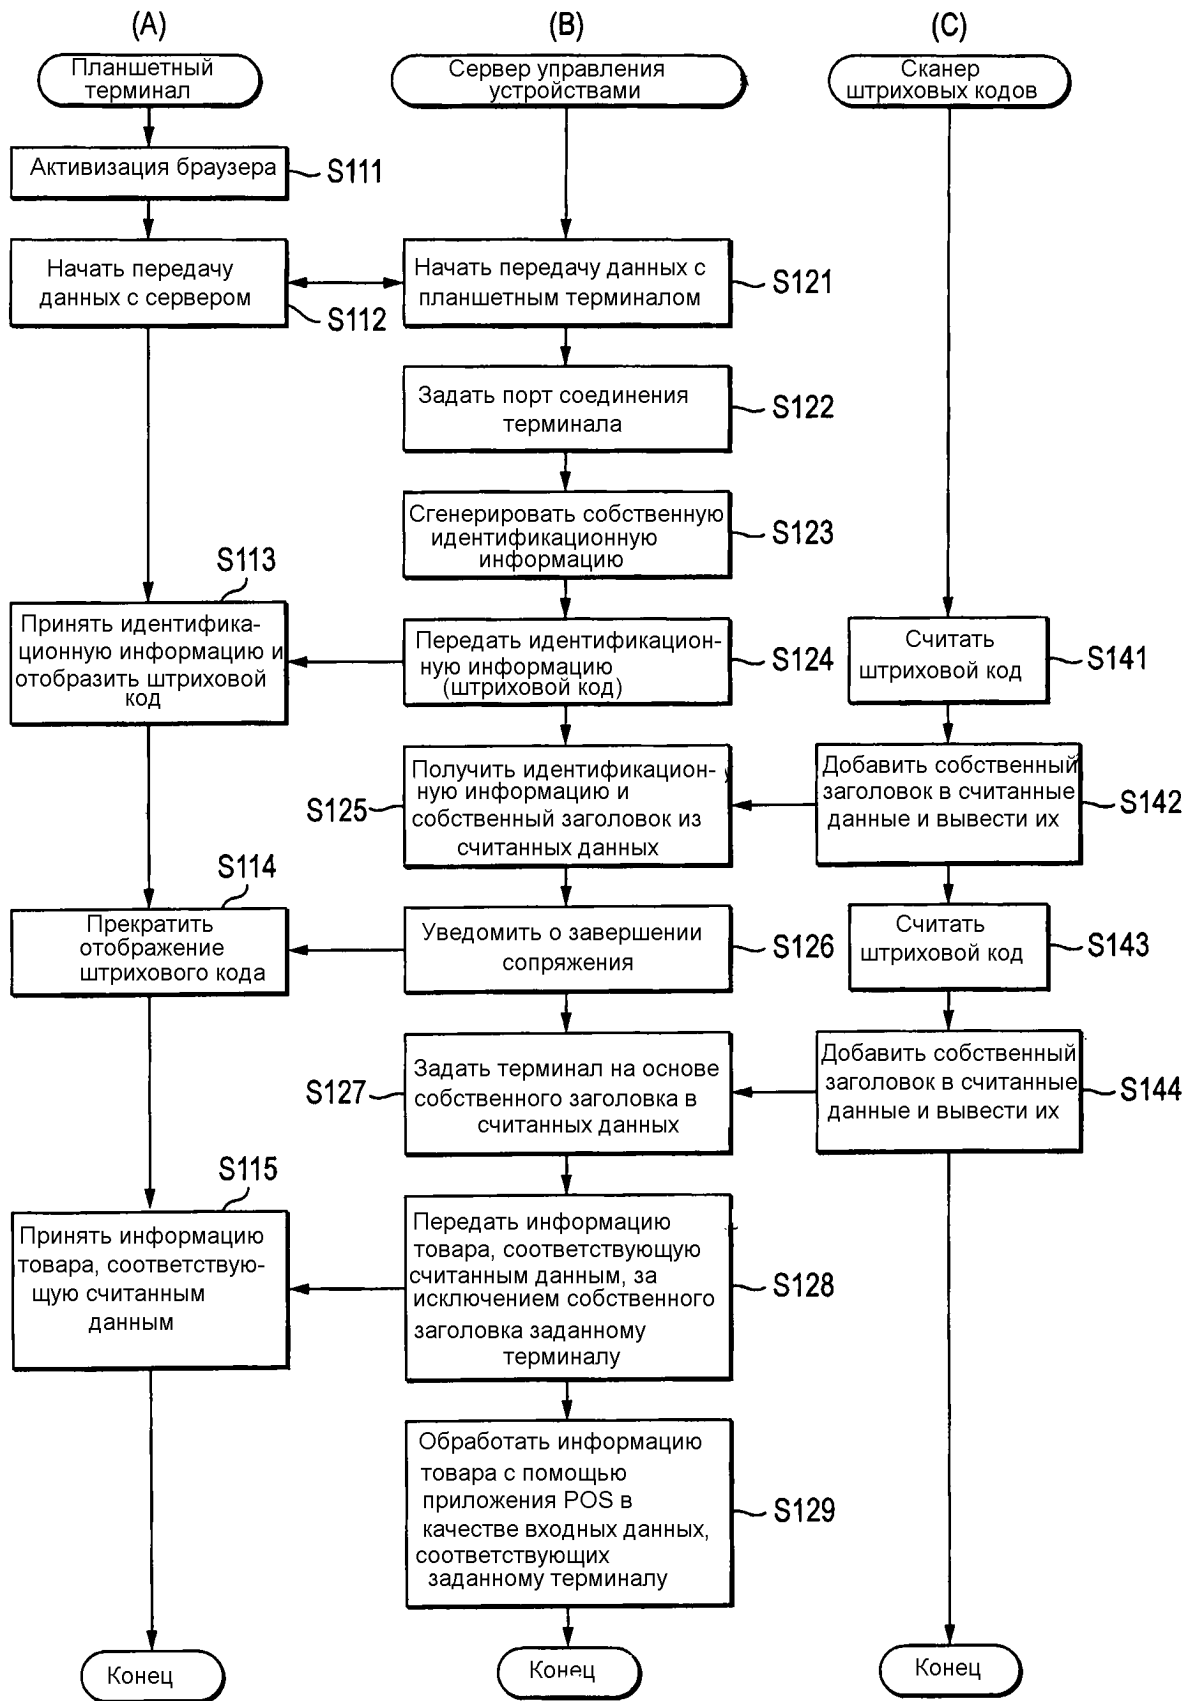 (A)
(B)
(C)
Планшетный
терминал
Сервер управления
устройствами
Сканер
штриховых кодов
Активизация браузера
S111
Начать передачу
данных с сервером
S112
Начать передачу данных с
планшетным терминалом
S121
Задать порт соединения
терминала
S122
Сгенерировать собственную
идентификационную
информацию
S123
S113
Принять идентифика-
ционную информацию и
отобразить штриховой
код
Передать идентификацион-
ную информацию
(штриховой код)
S124
Считать
штриховой код
S141
Получить идентификацион-
ную информацию и
собственный заголовок из
считанных данных
S125
Добавить собственный
заголовок в считанные
данные и вывести их
S142
S114
Прекратить
отображение
штрихового кода
Уведомить о завершении
сопряжения
S126
Считать
штриховой код
S143
Задать терминал на основе
собственного заголовка в
считанных данных
S127
Добавить собственный
заголовок в считанные
данные и вывести их
S144
S115
Принять информацию
товара, соответствую-
щую считанным
данным
Передать информацию
товара, соответствующую
считанным данным, за
исключением собственного
заголовка заданному
терминалу
S128
Обработать информацию
товара с помощью
приложения POS в
качестве входных данных,
соответствующих
заданному терминалу
S129
Конец
Конец
Конец